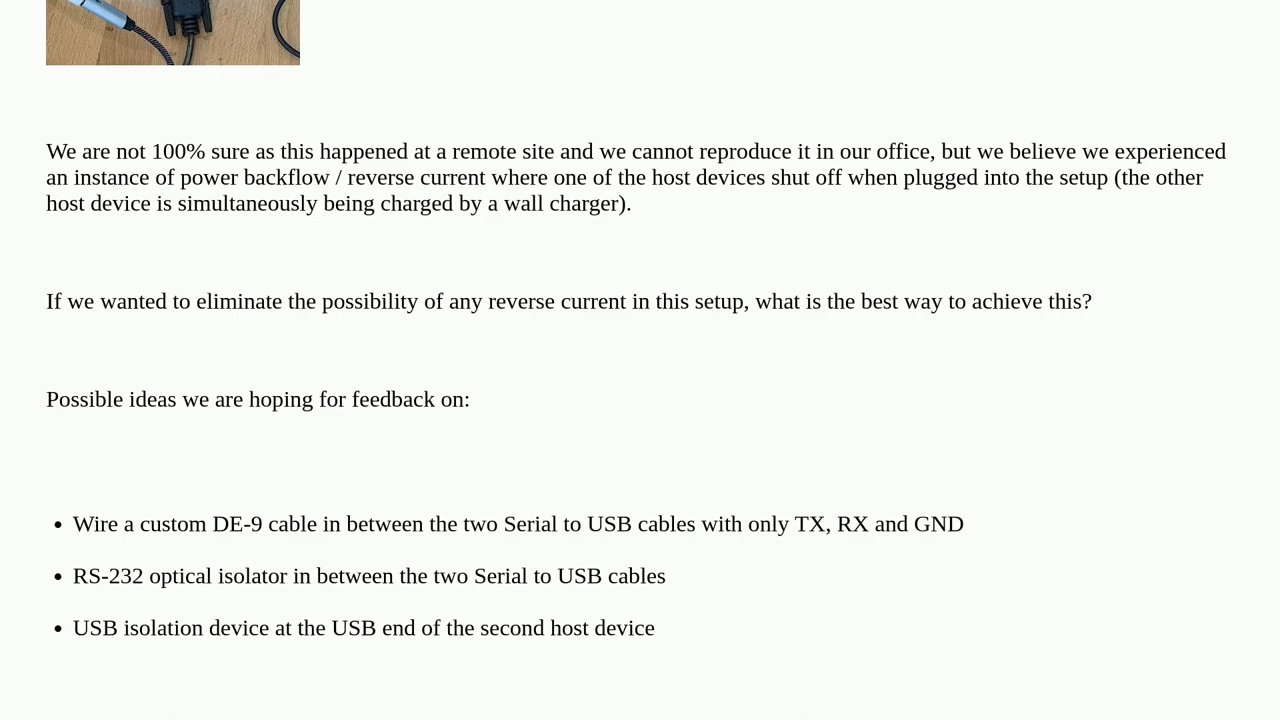 We are not 100% sure as this happened at a remote site and we cannot reproduce it in our office, but we believe we experienced
an instance of power backflow / reverse current where one of the host devices shut off when plugged into the setup (the other
host device is simultaneously being charged by a wall charger).
If we wanted to eliminate the possibility of any reverse current in this setup, what is the best way to achieve this?
Possible ideas we are hoping for feedback on:
• Wire a custom DE-9 cable in between the two Serial to USB cables with only TX, RX and GND
• RS-232 optical isolator in between the two Serial to USB cables
• USB isolation device at the USB end of the second host device